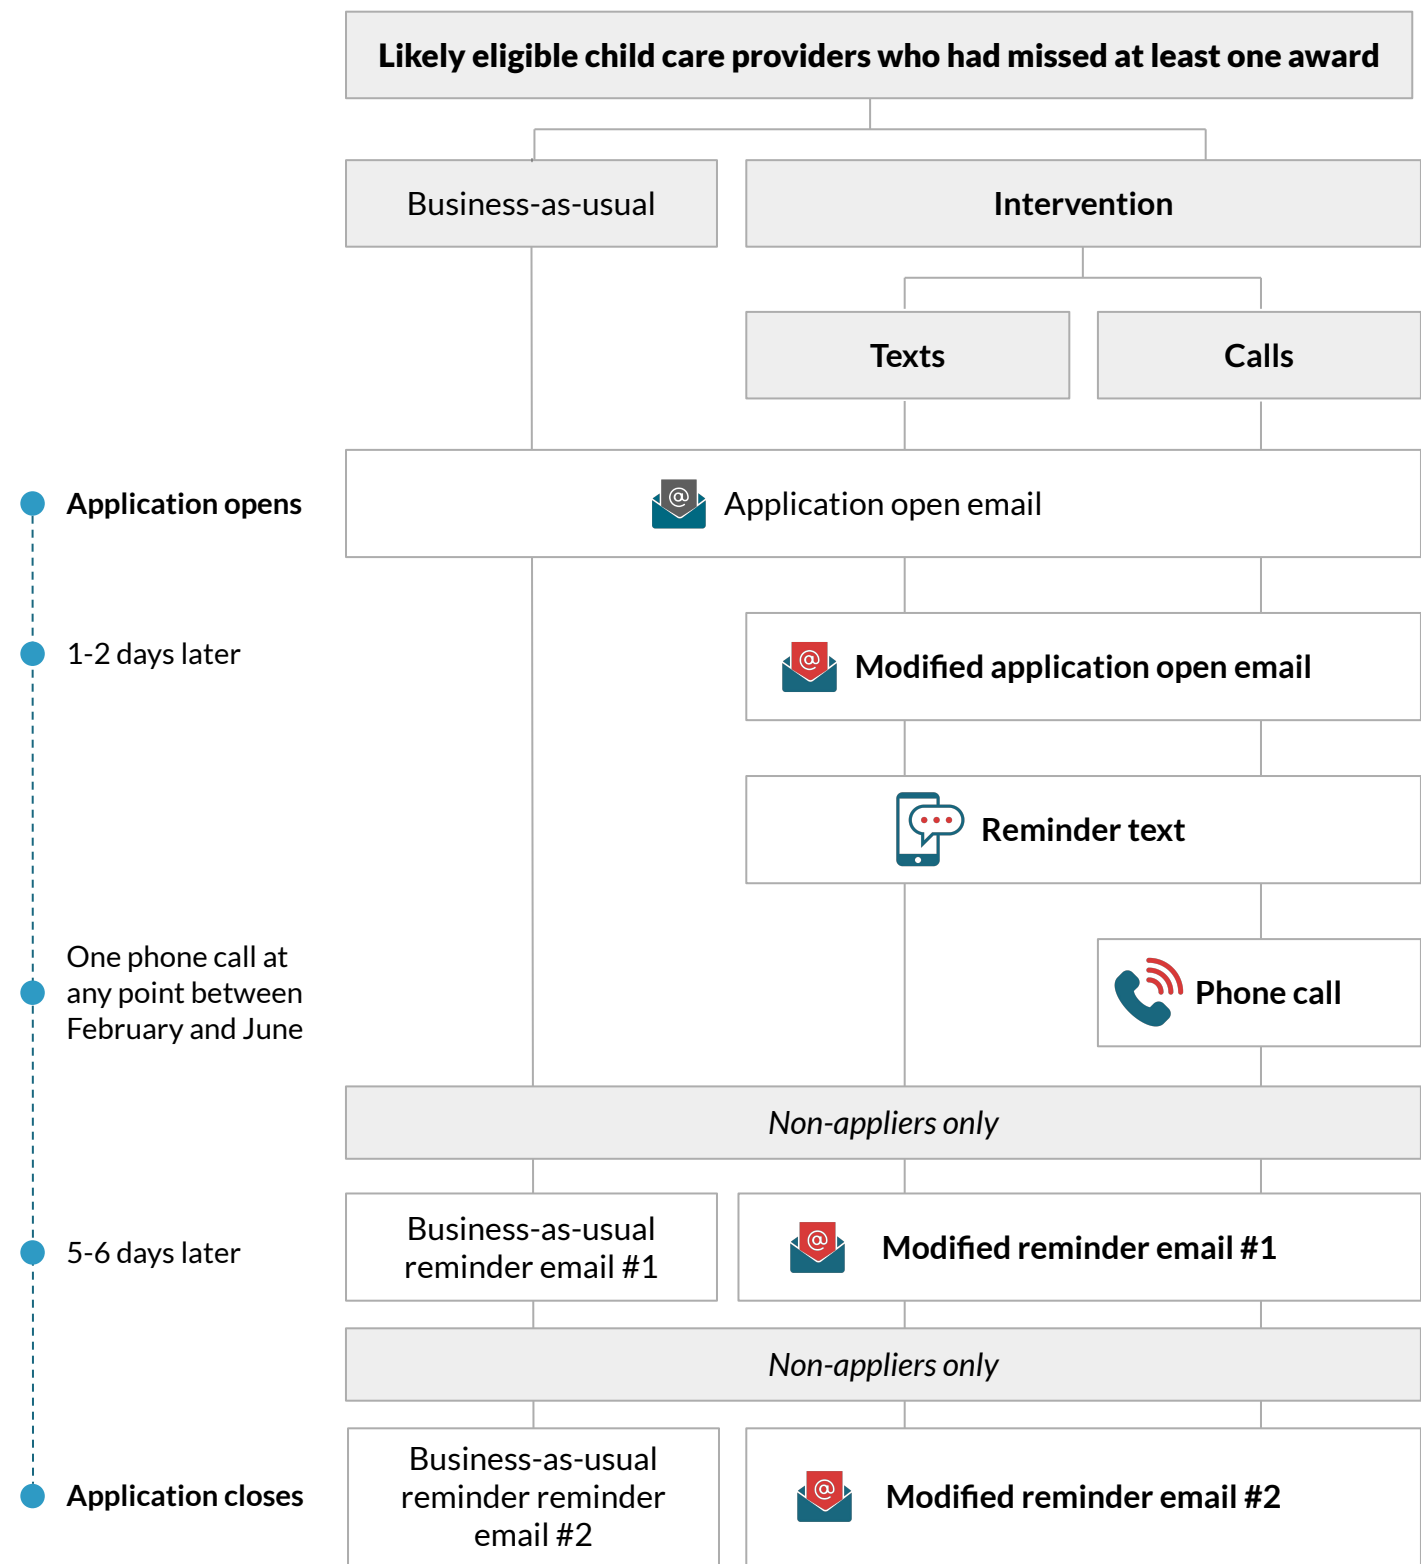 Likely eligible child care providers who had missed at least one award
Business-as-usual
Intervention
Texts
Calls
Application opens
@ Application open email
1-2 days later
@ Modified application open email
Reminder text
One phone call at
any point between
February and June
Phone call
Non-appliers only
5-6 days later
Business-as-usual
reminder email #1
@ Modified reminder email #1
Non-appliers only
Application closes
Business-as-usual
reminder reminder
email #2
@ Modified reminder email #2